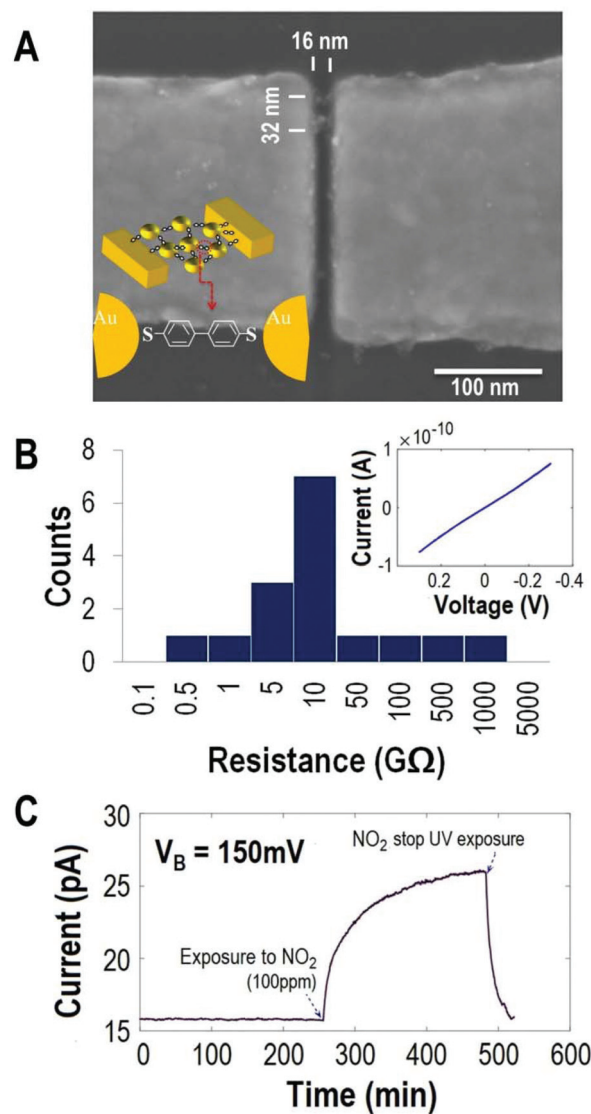 A
16 nm
32 nm
Au
S
S
Au
100 nm
B
8
6
4
2
0
Counts
0.1
0.5
1
5
10
50
100
500
1000
5000
Resistance (GΩ)
1
×10⁻¹⁰
0
-1
Current (A)
0.2
0
-0.2
-0.4
Voltage (V)
C
30
25
20
15
Current (pA)
V_B = 150mV
NO₂ stop UV exposure
Exposure to NO₂
(100ppm)
0
100
200
300
400
500
600
Time (min)